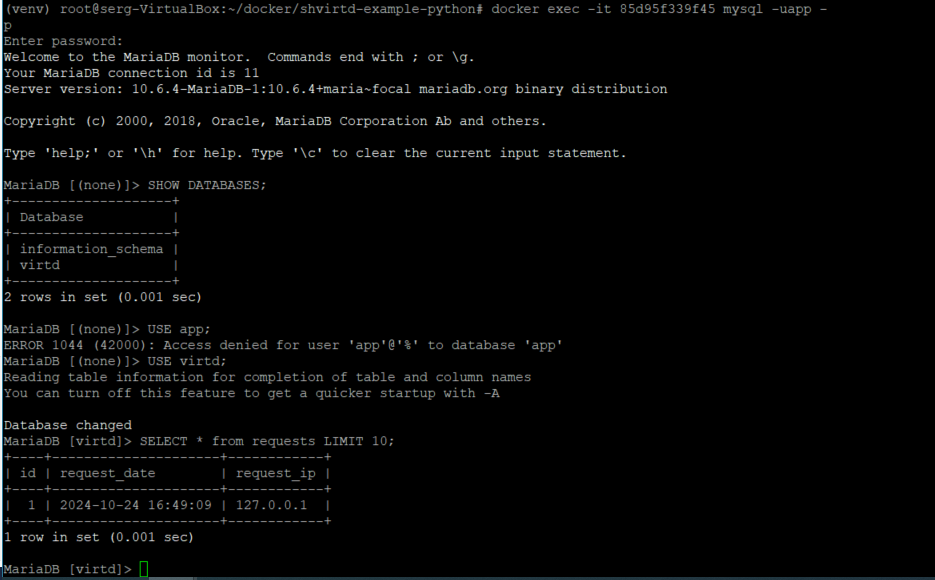 (venv) root@serg-VirtualBox:~/docker/shvirtd-example-python# docker exec -it 85d95f339f45 mysql -uapp -
p
Enter password:
Welcome to the MariaDB monitor.  Commands end with ; or \g.
Your MariaDB connection id is 11
Server version: 10.6.4-MariaDB-1:10.6.4+maria~focal mariadb.org binary distribution

Copyright (c) 2000, 2018, Oracle, MariaDB Corporation Ab and others.

Type 'help;' or '\h' for help. Type '\c' to clear the current input statement.

MariaDB [(none)]> SHOW DATABASES;
+--------------------+
| Database           |
+--------------------+
| information_schema |
| virtd              |
+--------------------+
2 rows in set (0.001 sec)

MariaDB [(none)]> USE app;
ERROR 1044 (42000): Access denied for user 'app'@'%' to database 'app'
MariaDB [(none)]> USE virtd;
Reading table information for completion of table and column names
You can turn off this feature to get a quicker startup with -A

Database changed
MariaDB [virtd]> SELECT * from requests LIMIT 10;
+----+---------------------+------------+
| id | request_date        | request_ip |
+----+---------------------+------------+
|  1 | 2024-10-24 16:49:09 | 127.0.0.1  |
+----+---------------------+------------+
1 row in set (0.001 sec)

MariaDB [virtd]>